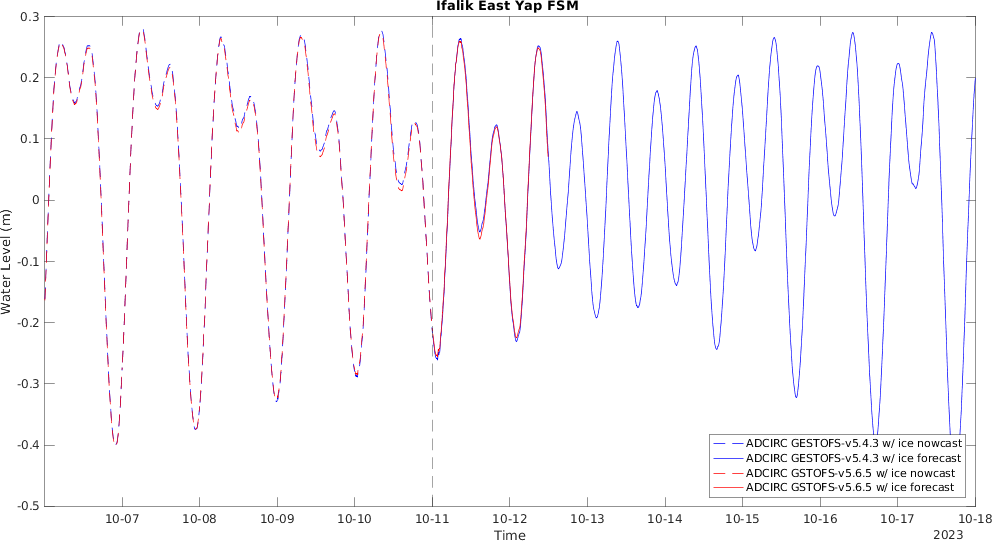 Ifalik East Yap FSM
Water Level (m)
0.3
0.2
0.1
0
-0.1
-0.2
-0.3
-0.4
-0.5
ADCIRC GESTOFS-v5.4.3 w/ ice nowcast
ADCIRC GESTOFS-v5.4.3 w/ ice forecast
ADCIRC GSTOFS-v5.6.5 w/ ice nowcast
ADCIRC GSTOFS-v5.6.5 w/ ice forecast
10-07 10-08 10-09 10-10 10-11 10-12 10-13 10-14 10-15 10-16 10-17 10-18
Time
2023